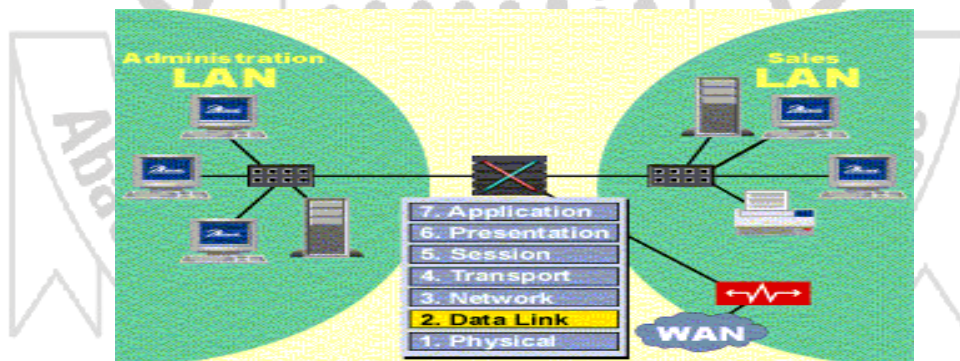 Administration
LAN
Sales
LAN
7. Application
6. Presentation
5. Session
4. Transport
3. Network
2. Data Link
1. Physical
WAN